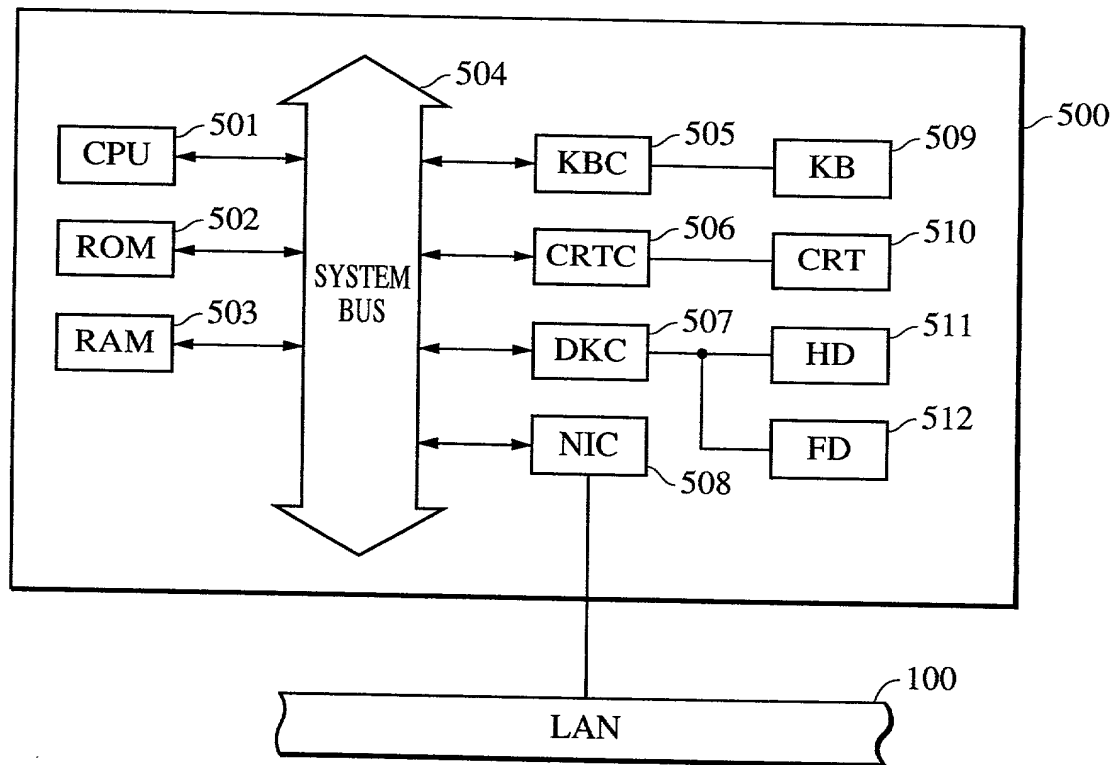 504
500
501
CPU
505
KBC
509
KB
502
ROM
506
CRTC
510
CRT
SYSTEM
BUS
503
RAM
507
DKC
511
HD
NIC
508
512
FD
100
LAN